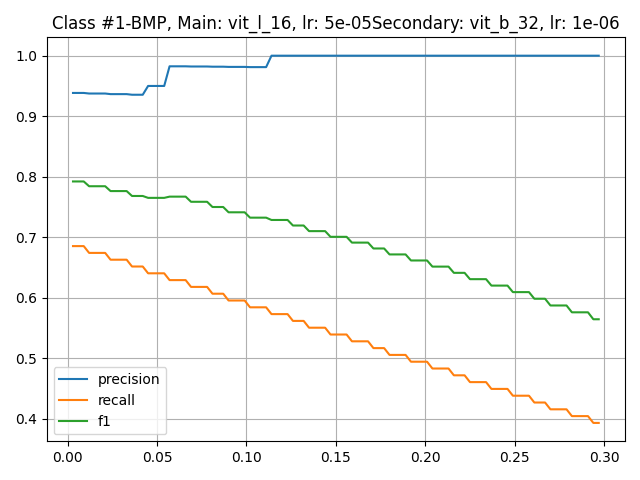 Class #1-BMP, Main: vit_l_16, lr: 5e-05Secondary: vit_b_32, lr: 1e-06
1.0
0.9
0.8
0.7
0.6
0.5
0.4
precision
recall
f1
0.00 0.05 0.10 0.15 0.20 0.25 0.30